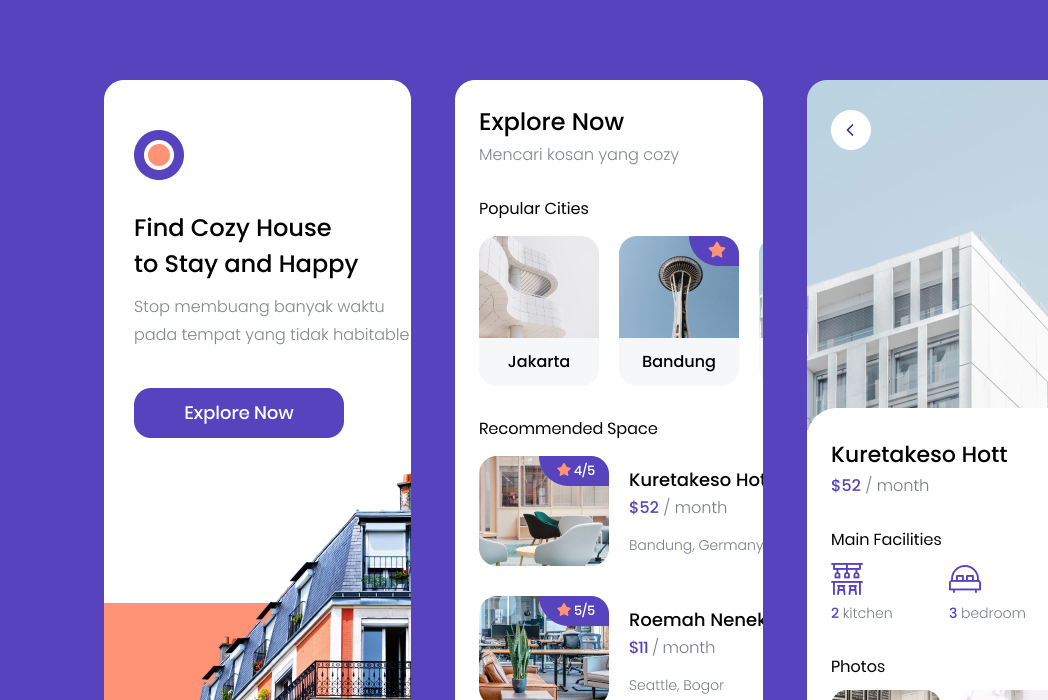 Find Cozy House
to Stay and Happy
Stop membuang banyak waktu
pada tempat yang tidak habitable
Explore Now
Explore Now
Mencari kosan yang cozy
Popular Cities
Jakarta
Bandung
Recommended Space
4/5
Kuretakeso Hot
$52 / month
Bandung, Germany
5/5
Roemah Nenek
$11 / month
Seattle, Bogor
Kuretakeso Hott
$52 / month
Main Facilities
2 kitchen
3 bedroom
Photos